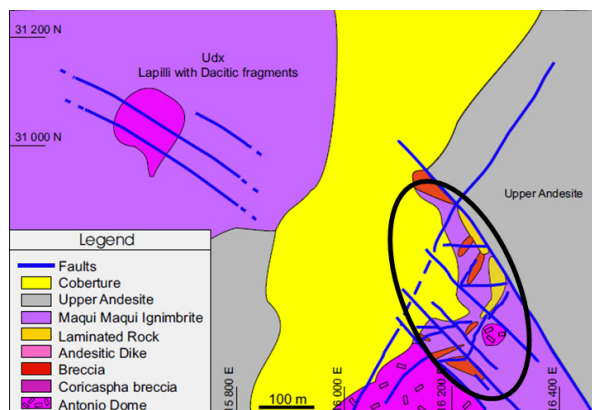 31 200 N
Udx
Lapilli with Dacitic fragments
31 000 N
Upper Andesite
Legend
Faults
Coberture
Upper Andesite
Maqui Maqui Ignimbrite
Laminated Rock
Andesitic Dike
Breccia
Coricaspha breccia
Antonio Dome
100 m
15 800 E
16 000 E
16 200 E
16 400 E